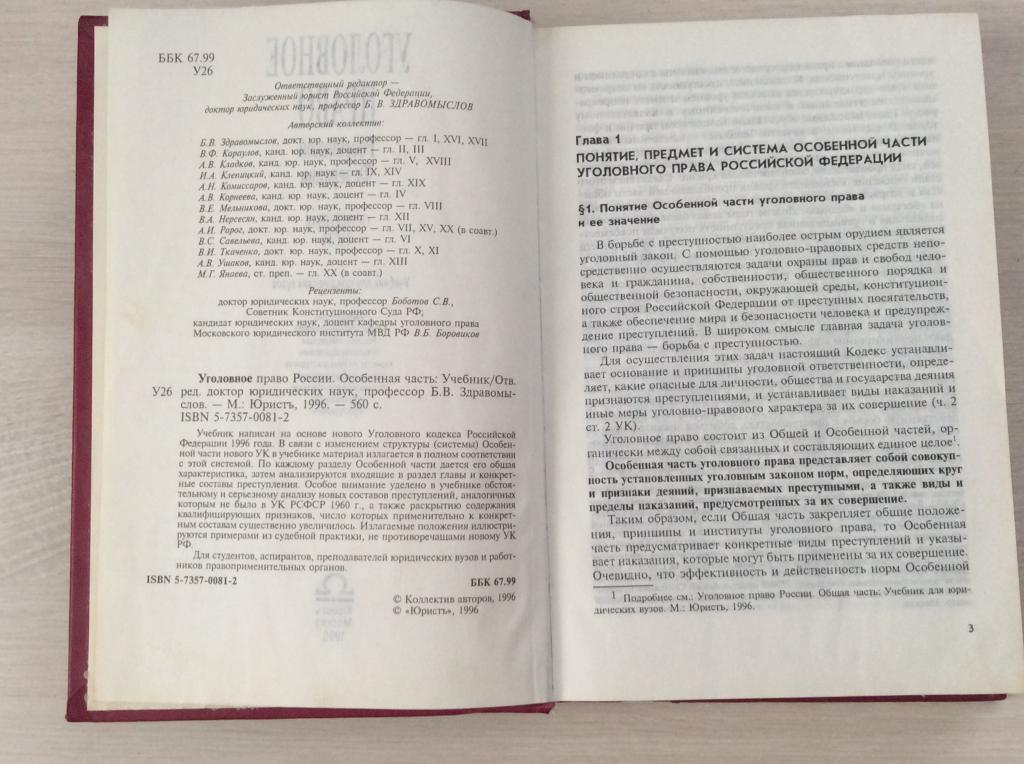 ББК 67.99
У26
Ответственный редактор —
Заслуженный юрист Российской Федерации,
доктор юридических наук, профессор Б. В. ЗДРАВОМЫСЛОВ
Авторский коллектив:
Б.В. Здравомыслов, докт. юр. наук, профессор — гл. I, XVI, XVII
В.Ф. Караулов, канд. юр. наук, доцент — гл. II, III
А.В. Кладков, канд. юр. наук, профессор — гл. V, XVIII
И.А. Клепицкий, канд. юр. наук — гл. IX, XIV
А.Н. Комиссаров, канд. юр. наук, доцент — гл. XIX
А.В. Корнеева, канд. юр. наук, доцент — гл. IV
В.Е. Мельникова, докт. юр. наук, профессор — гл. VIII
В.А. Нерсесян, канд. юр. наук, доцент — гл. XII
А.И. Рарог, докт. юр. наук, профессор — гл. VII, XV, XX (в соавт.)
В.С. Савельева, канд. юр. наук, доцент — гл. VI
В.И. Ткаченко, докт. юр. наук, профессор — гл. X, XI
А.В. Ушаков, канд. юр. наук, доцент — гл. XIII
М.Г. Янаева, ст. преп. — гл. XX (в соавт.)
Рецензенты:
доктор юридических наук, профессор Боботов С.В.,
Советник Конституционного Суда РФ;
кандидат юридических наук, доцент кафедры уголовного права
Московского юридического института МВД РФ В.Б. Боровиков
Уголовное право России. Особенная часть: Учебник/Отв.
У26 ред. доктор юридических наук, профессор Б.В. Здравомы-
слов. — М.: Юристъ, 1996. — 560 с.
ISBN 5-7357-0081-2
Учебник написан на основе нового Уголовного кодекса Российской
Федерации 1996 года. В связи с изменением структуры (системы) Особен-
ной части нового УК в учебнике материал излагается в полном соответствии
с этой системой. По каждому разделу Особенной части дается его общая
характеристика, затем анализируются входящие в раздел главы и конкрет-
ные составы преступления. Особое внимание уделено в учебнике обстоя-
тельному и серьезному анализу новых составов преступлений, аналогичных
которым не было в УК РСФСР 1960 г., а также раскрытию содержания
квалифицирующих признаков, число которых применительно к конкрет-
ным составам существенно увеличилось. Излагаемые положения иллюстри-
руются примерами из судебной практики, не противоречащами новому УК
РФ.
Для студентов, аспирантов, преподавателей юридических вузов и работ-
ников правоприменительных органов.
ISBN 5-7357-0081-2 ББК 67.99
© Коллектив авторов, 1996
© «Юристъ», 1996
Глава 1
ПОНЯТИЕ, ПРЕДМЕТ И СИСТЕМА ОСОБЕННОЙ ЧАСТИ
УГОЛОВНОГО ПРАВА РОССИЙСКОЙ ФЕДЕРАЦИИ
§1. Понятие Особенной части уголовного права
и ее значение
В борьбе с преступностью наиболее острым орудием является
уголовный закон. С помощью уголовно-правовых средств непо-
средственно осуществляются задачи охраны прав и свобод чело-
века и гражданина, собственности, общественного порядка и
общественной безопасности, окружающей среды, конституцион-
ного строя Российской Федерации от преступных посягательств,
а также обеспечение мира и безопасности человека и предупреж-
дение преступлений. В широком смысле главная задача уголов-
ного права — борьба с преступностью.
Для осуществления этих задач настоящий Кодекс устанавли-
вает основание и принципы уголовной ответственности, опреде-
ляет, какие опасные для личности, общества и государства деяния
признаются преступлениями, и устанавливает виды наказаний и
иные меры уголовно-правового характера за их совершение (ч. 2
ст. 2 УК).
Уголовное право состоит из Общей и Особенной частей, ор-
ганически между собой связанных и составляющих единое целое¹.
Особенная часть уголовного права представляет собой совокуп-
ность установленных уголовным законом норм, определяющих круг
и признаки деяний, признаваемых преступными, а также виды и
пределы наказаний, предусмотренных за их совершение.
Таким образом, если Общая часть закрепляет общие положе-
ния, принципы и институты уголовного права, то Особенная
часть предусматривает конкретные виды преступлений и указы-
вает наказания, которые могут быть применены за их совершение.
Очевидно, что эффективность и действенность норм Особенной
1 Подробнее см.: Уголовное право России. Общая часть: Учебник для юри-
дических вузов. М.: Юристъ, 1996.
3